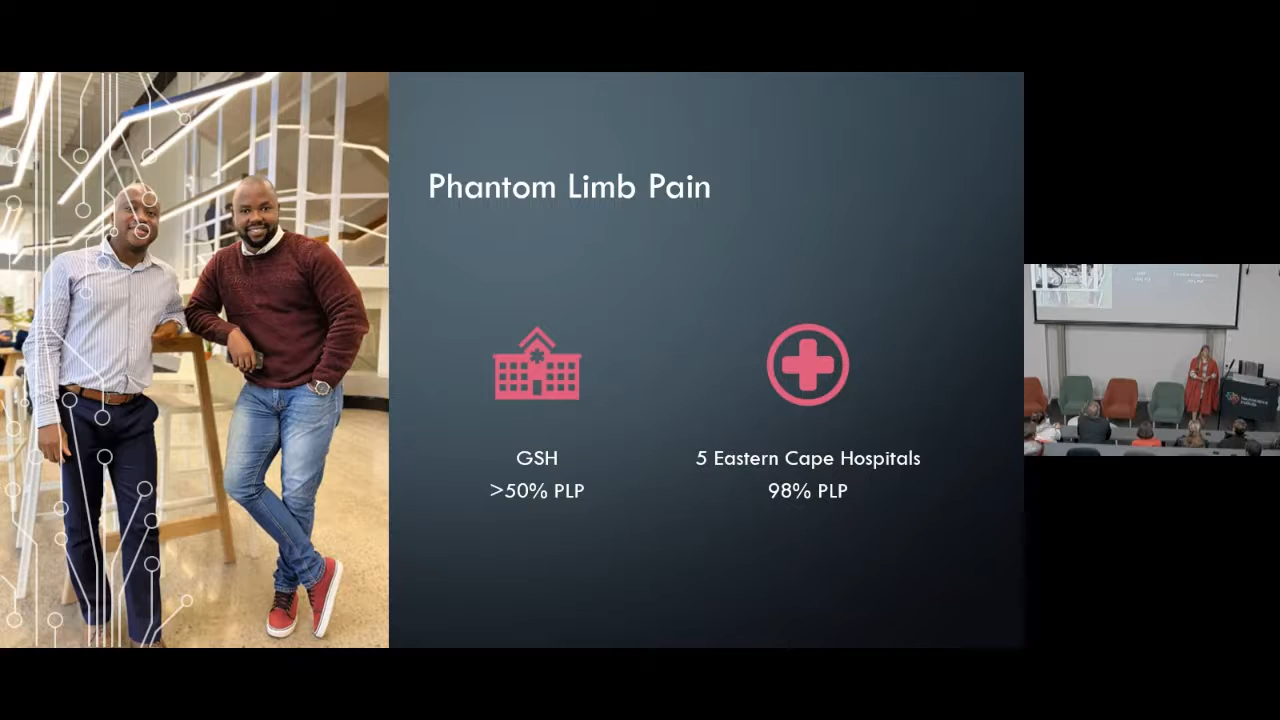 Phantom Limb Pain
GSH
>50% PLP
5 Eastern Cape Hospitals
98% PLP